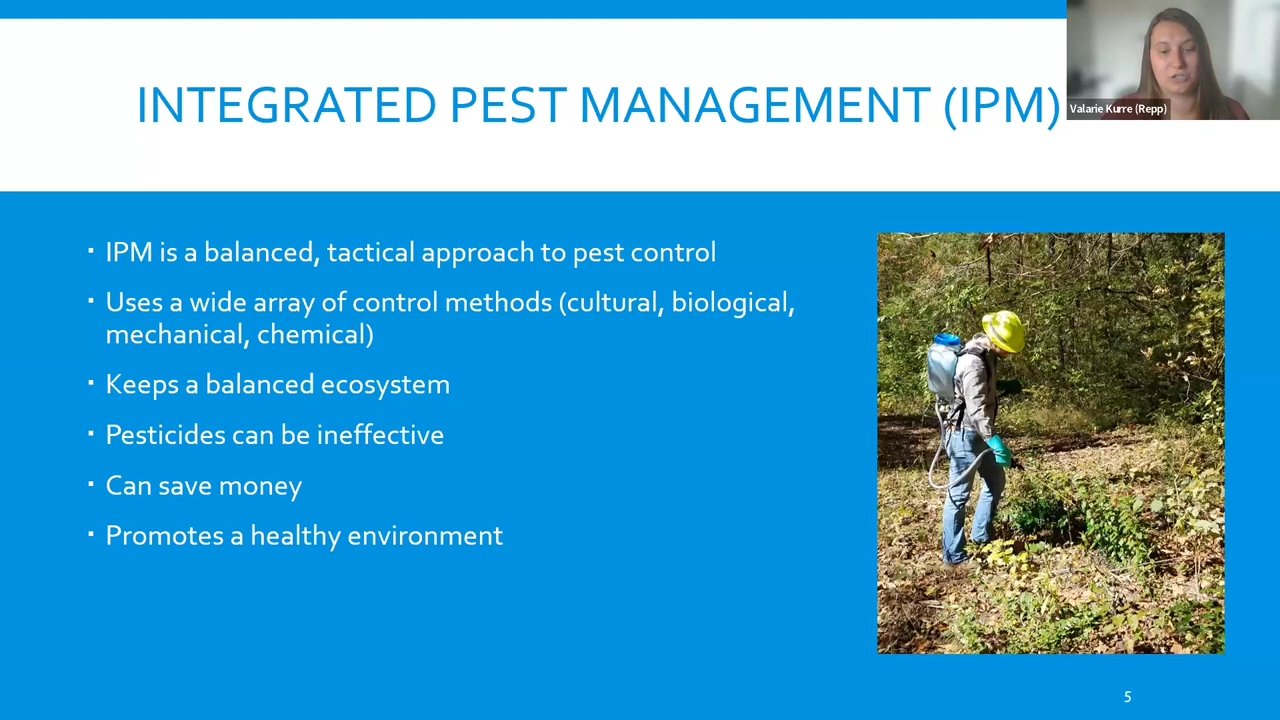 INTEGRATED PEST MANAGEMENT (IPM)
Valarie Kurre (Repp)
▪ IPM is a balanced, tactical approach to pest control
▪ Uses a wide array of control methods (cultural, biological,
mechanical, chemical)
▪ Keeps a balanced ecosystem
▪ Pesticides can be ineffective
▪ Can save money
▪ Promotes a healthy environment
5